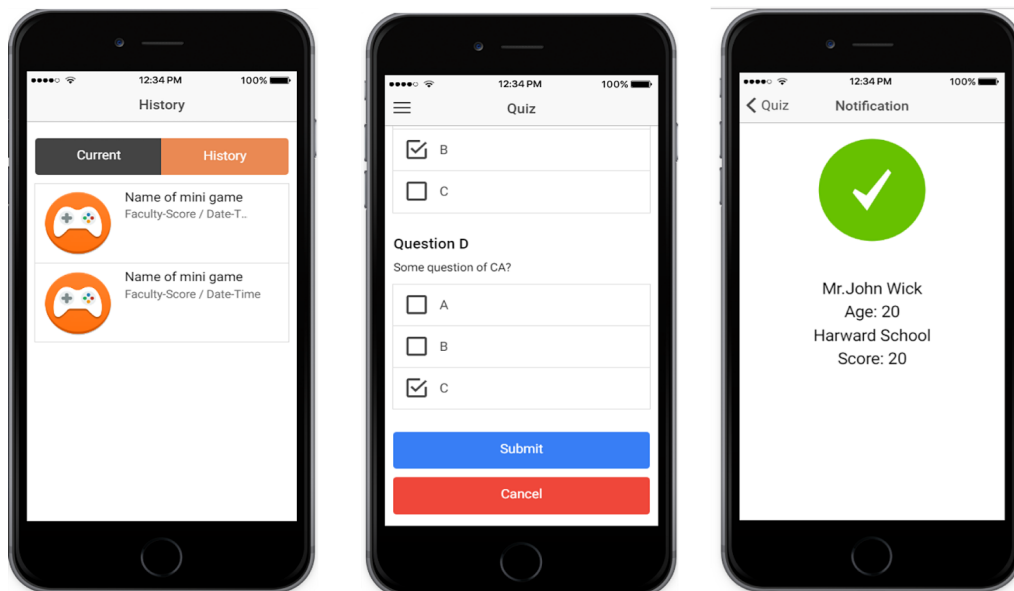 12:34 PM 100%
History
Current History
Name of mini game
Faculty-Score / Date-T..
Name of mini game
Faculty-Score / Date-Time
12:34 PM 100%
Quiz
B
C
Question D
Some question of CA?
A
B
C
Submit
Cancel
12:34 PM 100%
Quiz Notification
Mr.John Wick
Age: 20
Harward School
Score: 20